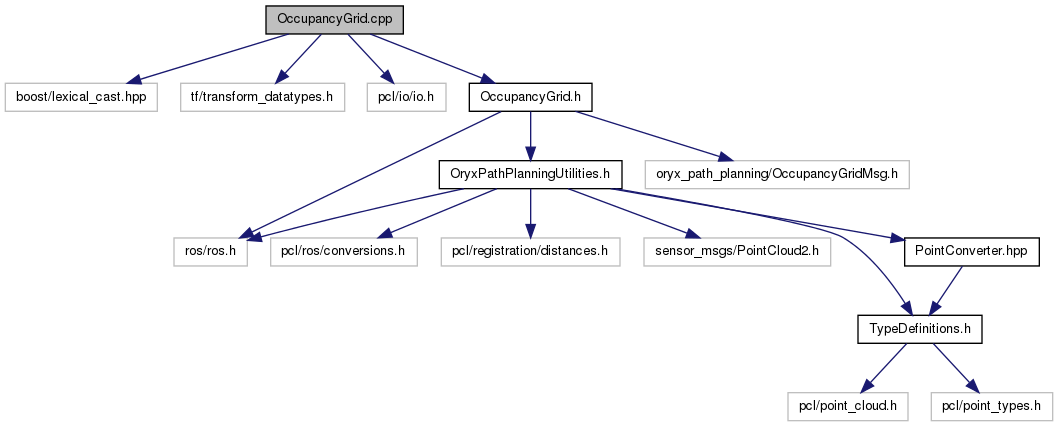 OccupancyGrid.cpp
boost/lexical_cast.hpp
tf/transform_datatypes.h
pcl/io/io.h
OccupancyGrid.h
OryxPathPlanningUtilities.h
oryx_path_planning/OccupancyGridMsg.h
ros/ros.h
pcl/ros/conversions.h
pcl/registration/distances.h
sensor_msgs/PointCloud2.h
PointConverter.hpp
TypeDefinitions.h
pcl/point_cloud.h
pcl/point_types.h